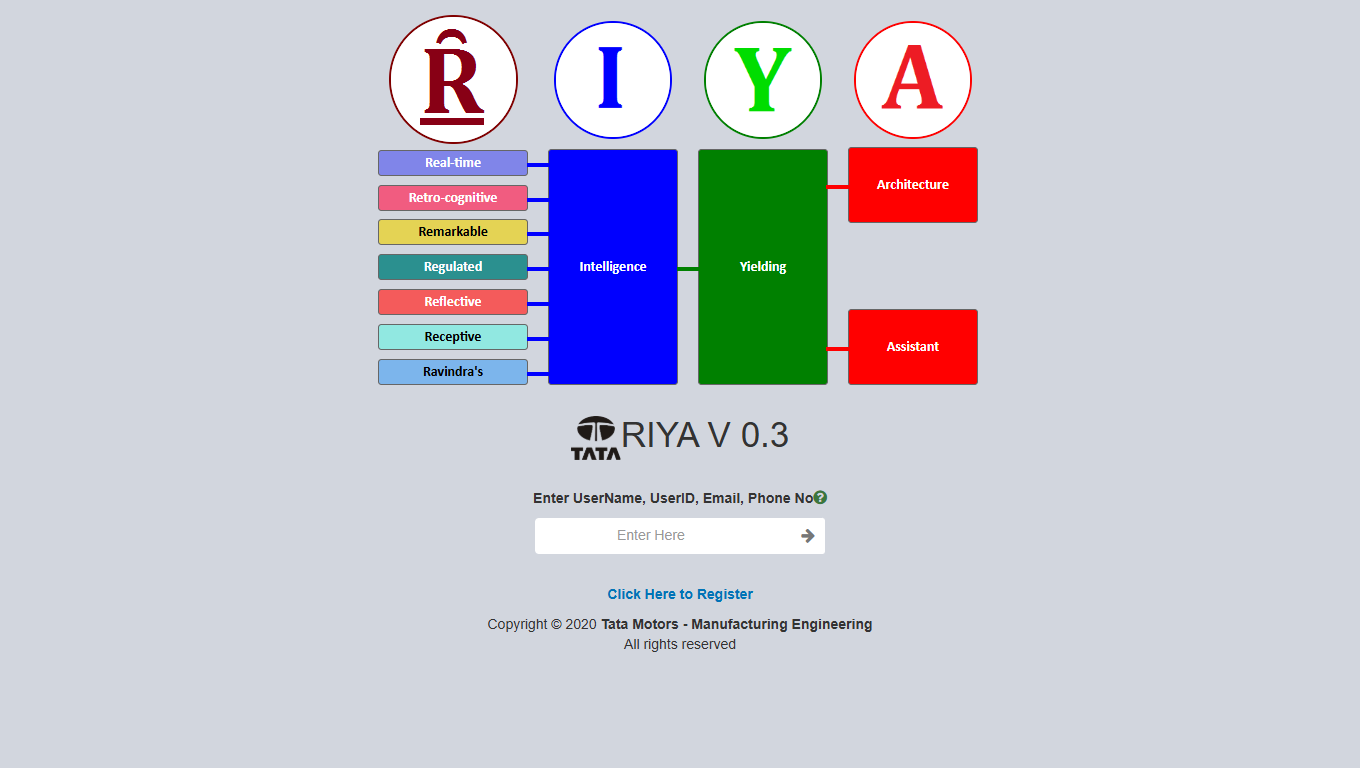 R I Y A
Real-time
Retro-cognitive
Remarkable
Regulated
Reflective
Receptive
Ravindra's
Intelligence
Yielding
Architecture
Assistant
TATA RIYA V 0.3
Enter UserName, UserID, Email, Phone No?
Enter Here
Click Here to Register
Copyright © 2020 Tata Motors - Manufacturing Engineering
All rights reserved